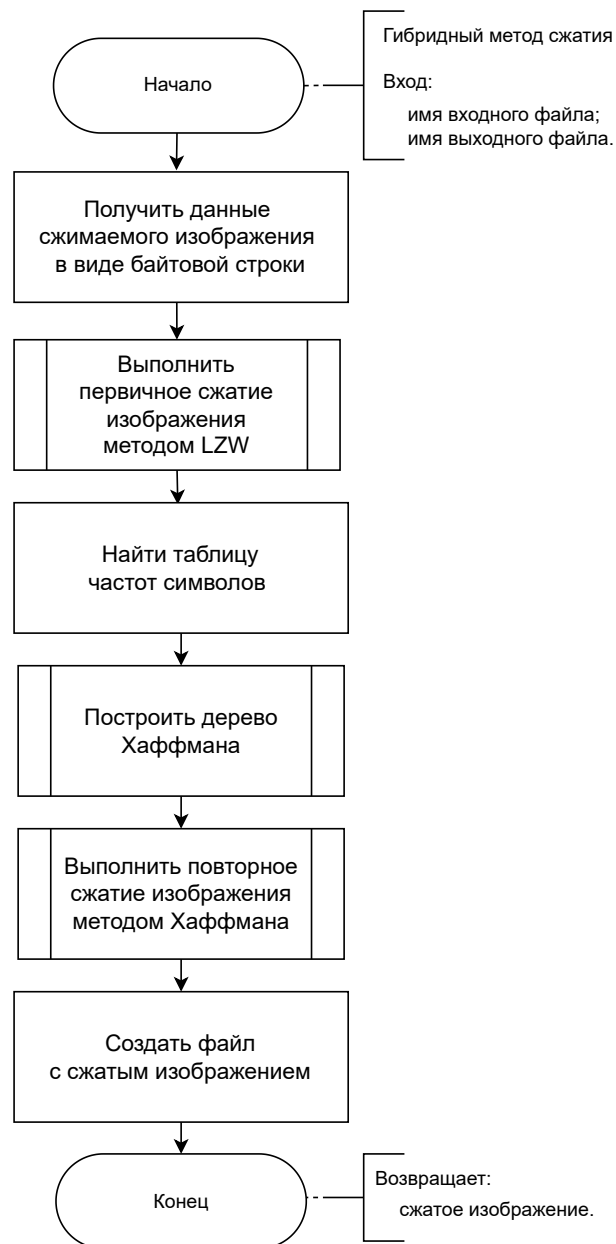 Начало
Гибридный метод сжатия
Вход:
имя входного файла;
имя выходного файла.
Получить данные
сжимаемого изображения
в виде байтовой строки
Выполнить
первичное сжатие
изображения
методом LZW
Найти таблицу
частот символов
Построить дерево
Хаффмана
Выполнить повторное
сжатие изображения
методом Хаффмана
Создать файл
с сжатым изображением
Конец
Возвращает:
сжатое изображение.